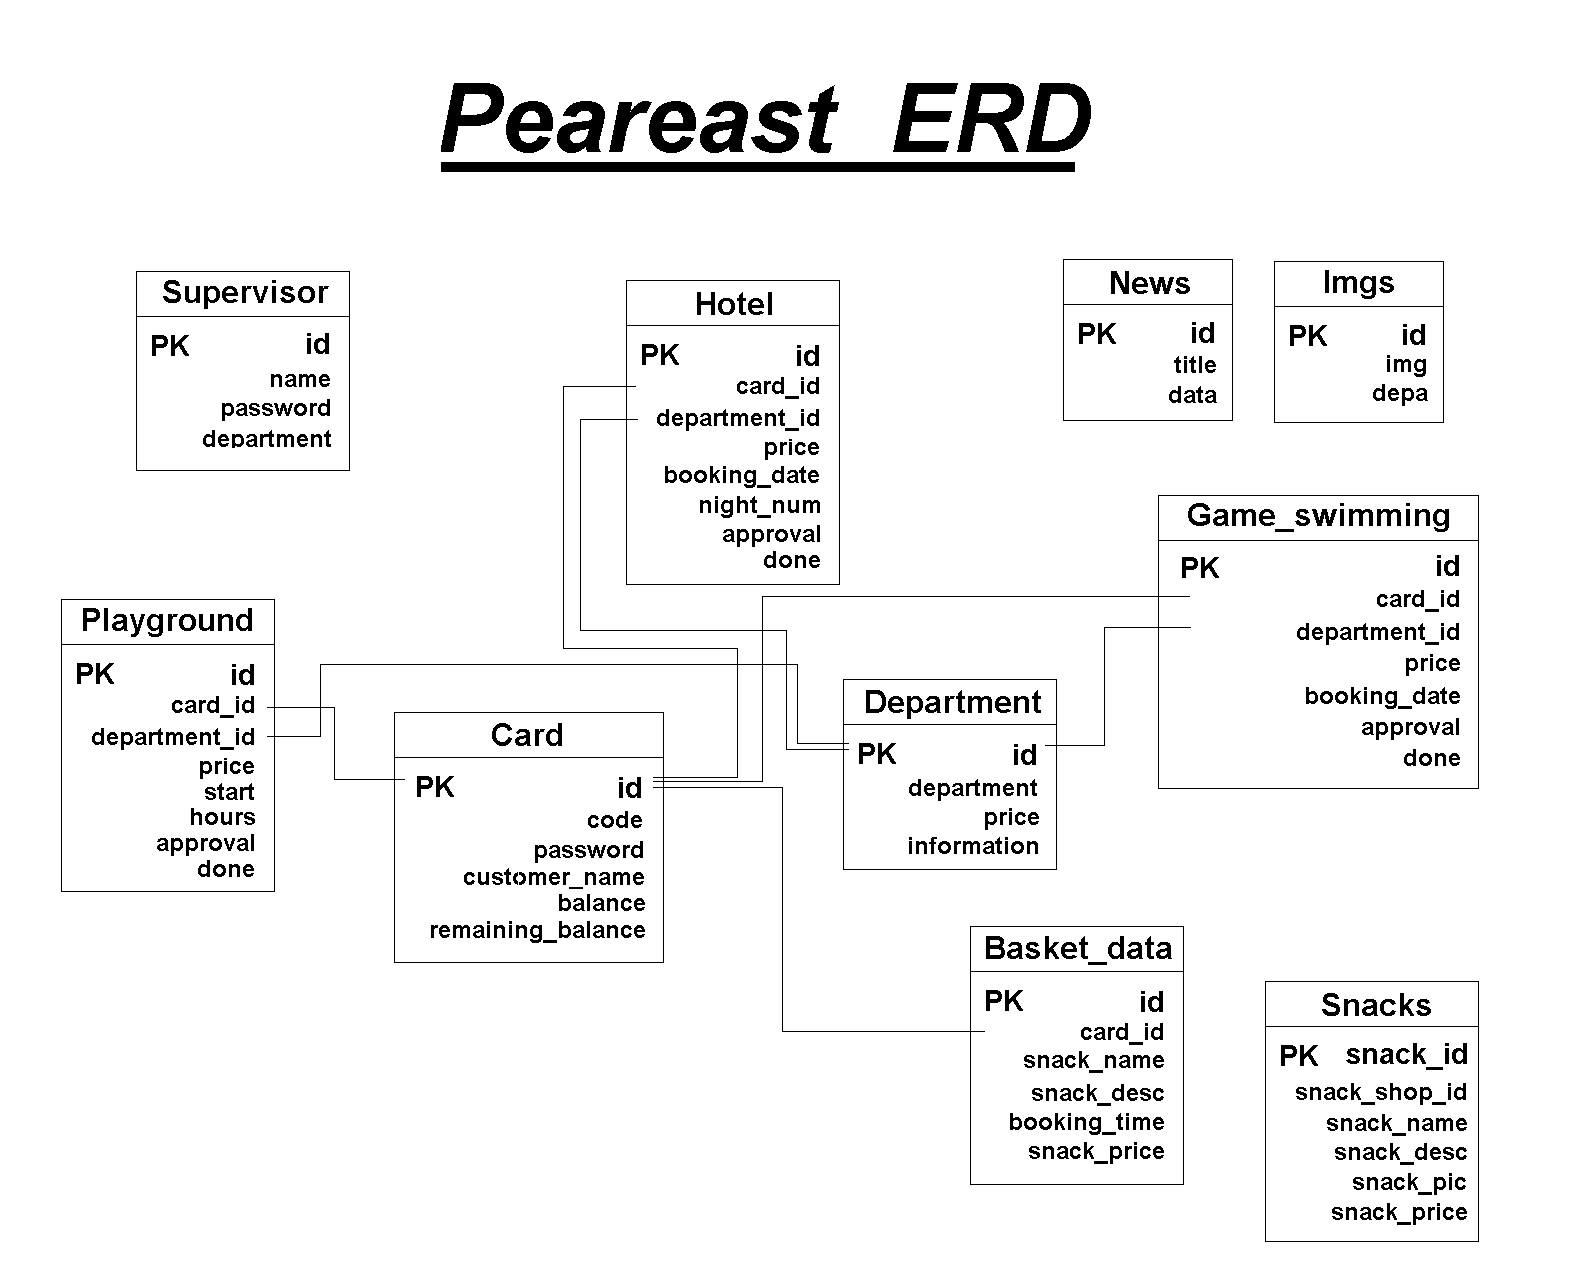 Peareast ERD
Supervisor
PK id
name
password
department
Hotel
PK id
card_id
department_id
price
booking_date
night_num
approval
done
News
PK id
title
data
Imgs
PK id
img
depa
Game_swimming
PK id
card_id
department_id
price
booking_date
approval
done
Playground
PK id
card_id
department_id
price
start
hours
approval
done
Card
PK id
code
password
customer_name
balance
remaining_balance
Department
PK id
department
price
information
Basket_data
PK id
card_id
snack_name
snack_desc
booking_time
snack_price
Snacks
PK snack_id
snack_shop_id
snack_name
snack_desc
snack_pic
snack_price